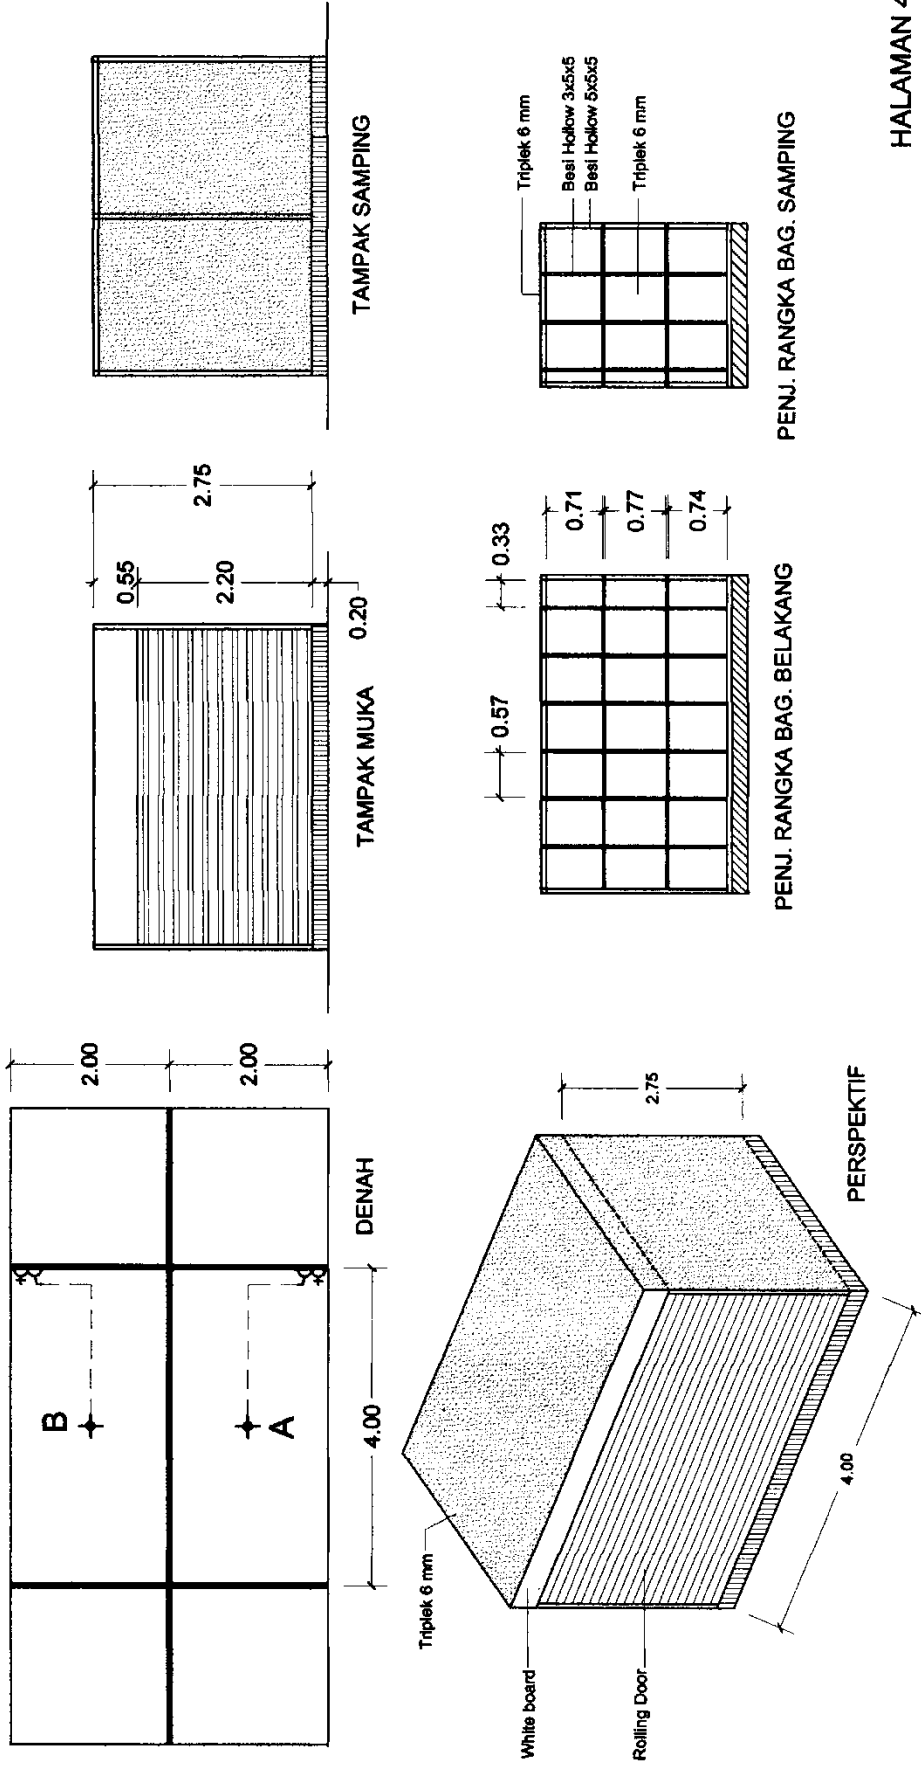 2.00
2.00
B
A
4.00
DENAH
0.55
2.75
2.20
0.20
TAMPAK MUKA
TAMPAK SAMPING
Triplek 6 mm
White board
Rolling Door
2.75
4.00
PERSPEKTIF
0.57
0.33
0.71
0.77
0.74
PENJ. RANGKA BAG. BELAKANG
Triplek 6 mm
Besi Hollow 3x5x5
Besi Hollow 5x5x5
Triplek 6 mm
PENJ. RANGKA BAG. SAMPING
HALAMAN 4